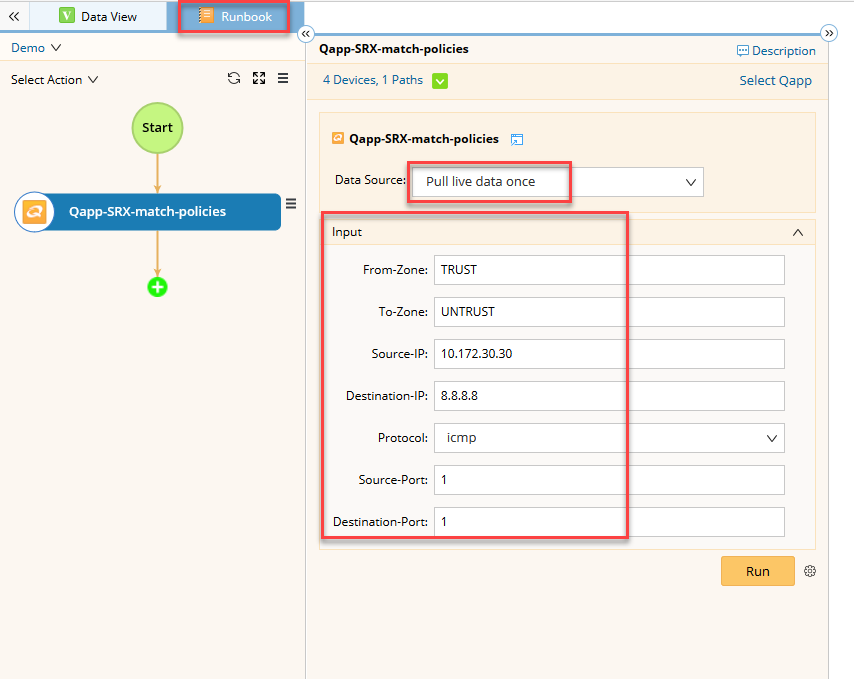 Data View
Runbook
Demo
Select Action
Start
Qapp-SRX-match-policies
Qapp-SRX-match-policies
Description
4 Devices, 1 Paths
Select Qapp
Qapp-SRX-match-policies
Data Source: Pull live data once
Input
From-Zone: TRUST
To-Zone: UNTRUST
Source-IP: 10.172.30.30
Destination-IP: 8.8.8.8
Protocol: icmp
Source-Port: 1
Destination-Port: 1
Run